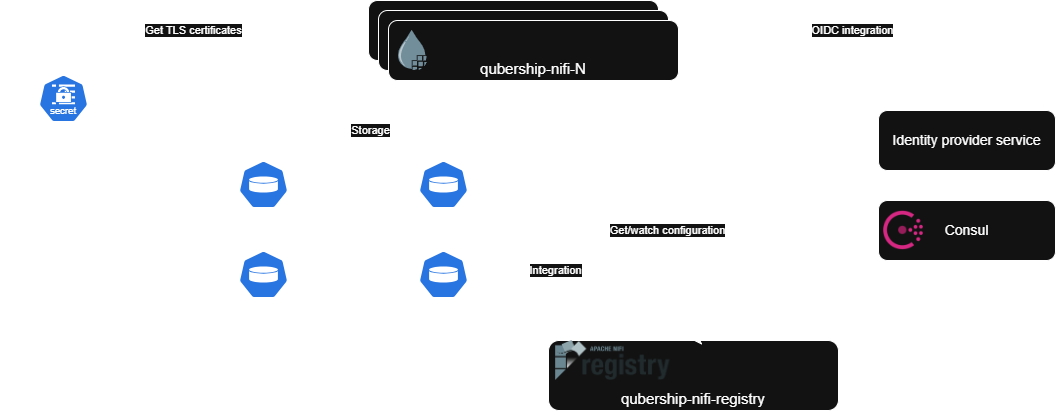 Get TLS certificates
OIDC integration
qubership-nifi-N
secret
Storage
Identity provider service
Get/watch configuration
Consul
Integration
APACHE NIFI
registry
qubership-nifi-registry